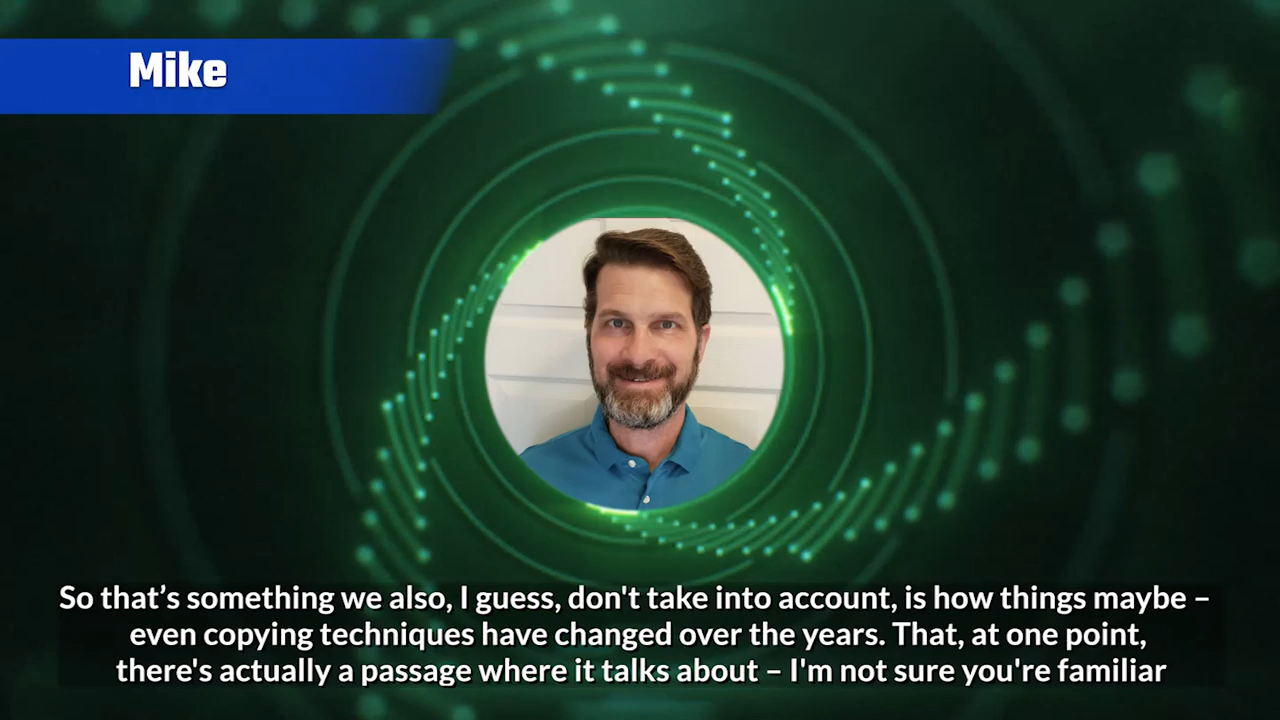 Mike
So that’s something we also, I guess, don't take into account, is how things maybe –
even copying techniques have changed over the years. That, at one point,
there's actually a passage where it talks about – I'm not sure you're familiar